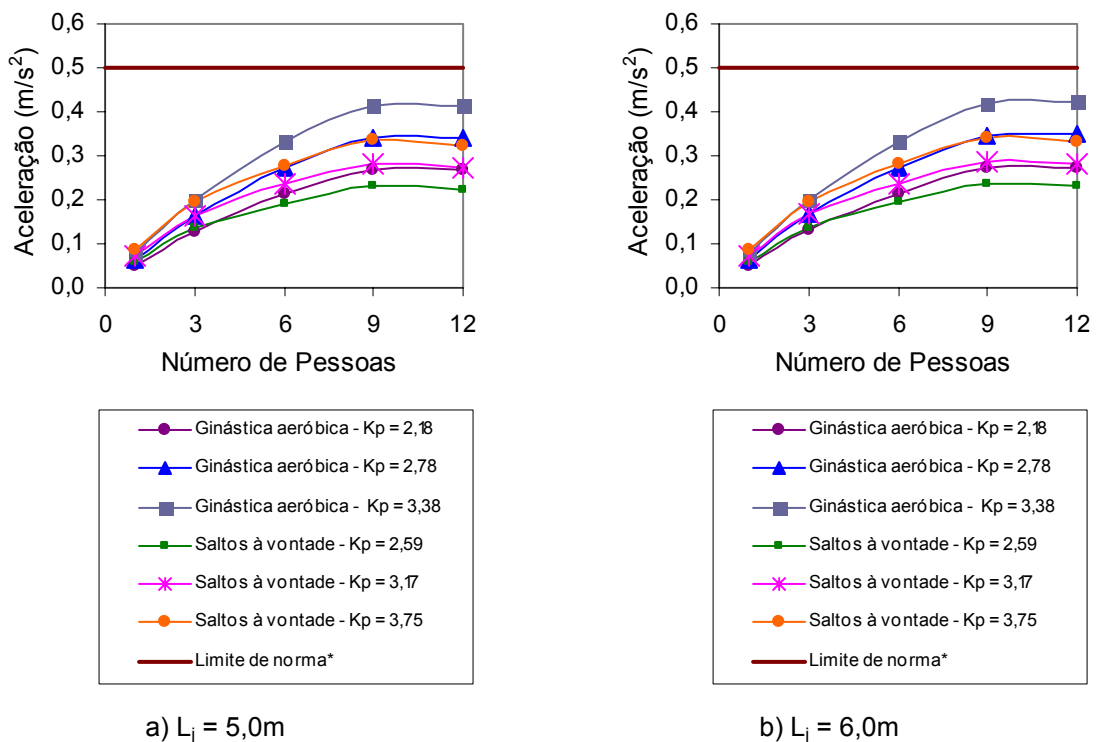 Aceleração (m/s²)
0,6
0,5
0,4
0,3
0,2
0,1
0,0
0 3 6 9 12
Número de Pessoas
Ginástica aeróbica - Kp = 2,18
Ginástica aeróbica - Kp = 2,78
Ginástica aeróbica - Kp = 3,38
Saltos à vontade - Kp = 2,59
Saltos à vontade - Kp = 3,17
Saltos à vontade - Kp = 3,75
Limite de norma*
a) Lj = 5,0m
Aceleração (m/s²)
0,6
0,5
0,4
0,3
0,2
0,1
0,0
0 3 6 9 12
Número de Pessoas
Ginástica aeróbica - Kp = 2,18
Ginástica aeróbica - Kp = 2,78
Ginástica aeróbica - Kp = 3,38
Saltos à vontade - Kp = 2,59
Saltos à vontade - Kp = 3,17
Saltos à vontade - Kp = 3,75
Limite de norma*
b) Lj = 6,0m